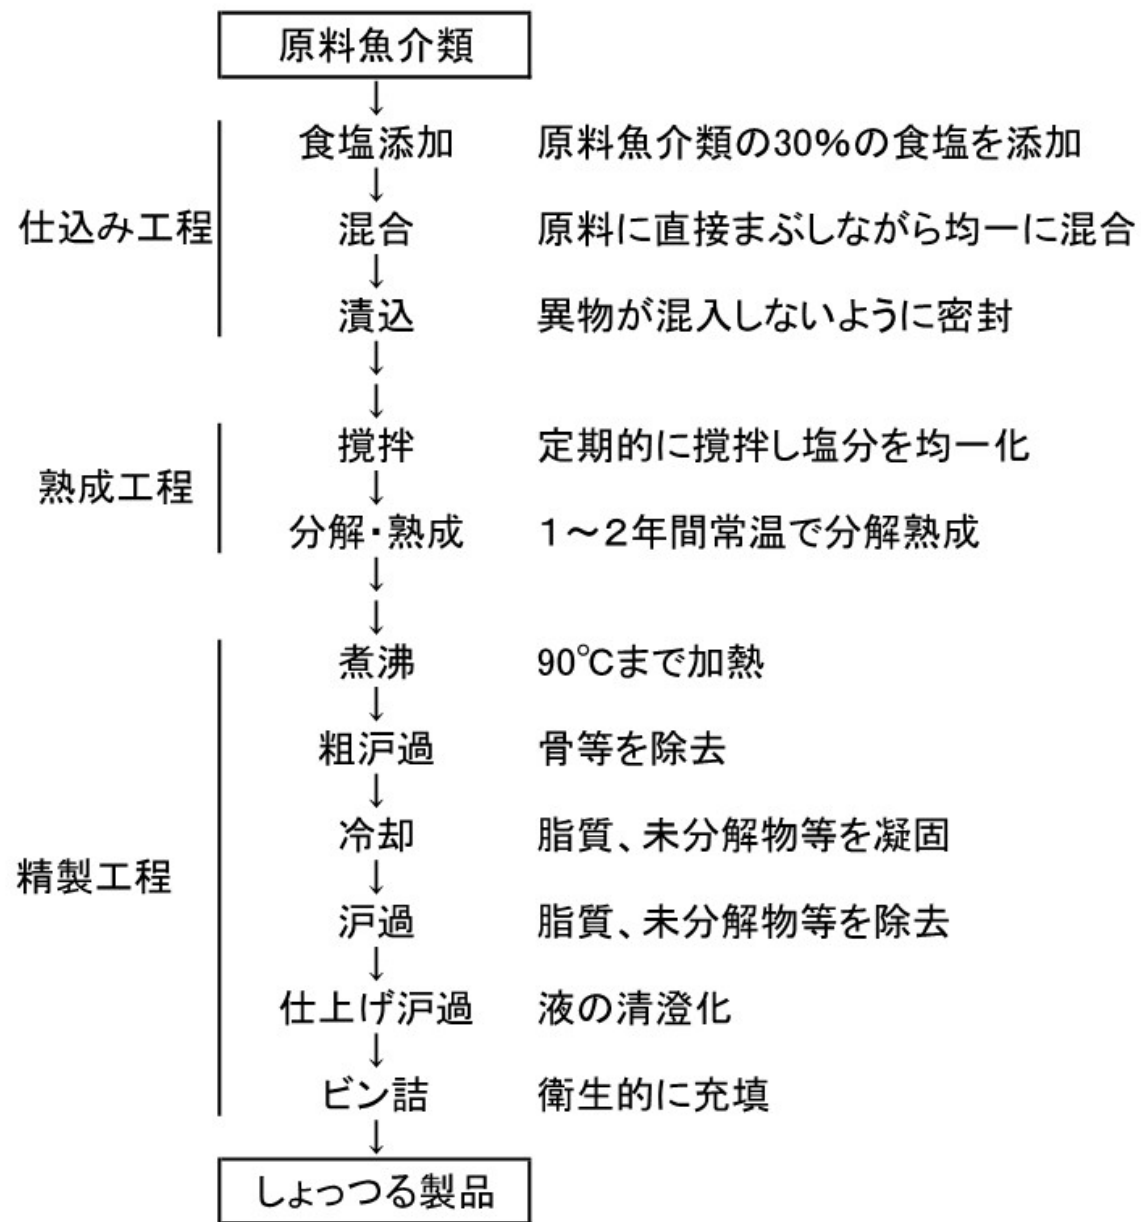 原料魚介類
↓
食塩添加 原料魚介類の30%の食塩を添加
↓
仕込み工程 混合 原料に直接まぶしながら均一に混合
↓
漬込 異物が混入しないように密封
↓
↓
撹拌 定期的に撹拌し塩分を均一化
熟成工程 ↓
分解・熟成 1~2年間常温で分解熟成
↓
↓
煮沸 90℃まで加熱
↓
粗沪過 骨等を除去
↓
冷却 脂質、未分解物等を凝固
精製工程 ↓
沪過 脂質、未分解物等を除去
↓
仕上げ沪過 液の清澄化
↓
ビン詰 衛生的に充填
↓
しょっつる製品